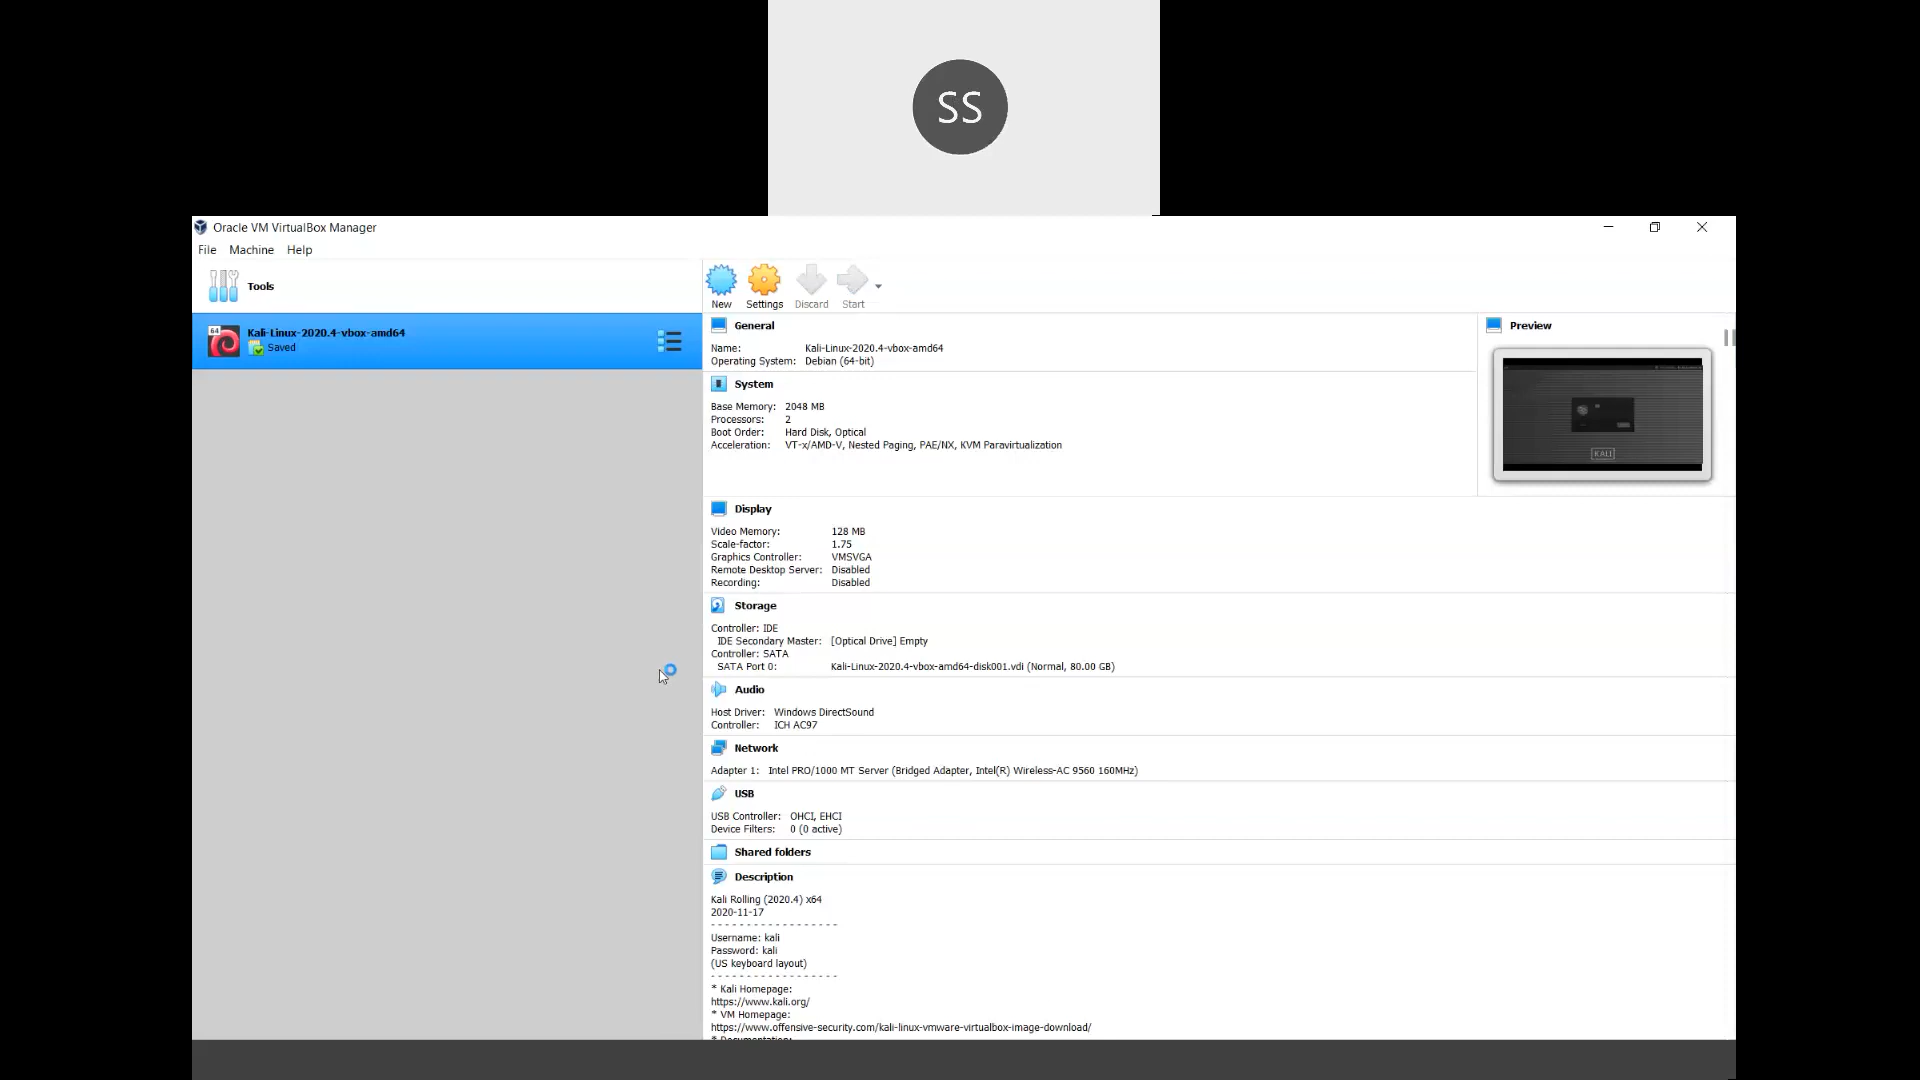 SS
Oracle VM VirtualBox Manager
File Machine Help
Tools
New Settings Discard Start
64
Kali-Linux-2020.4-vbox-amd64
Saved
General
Name: Kali-Linux-2020.4-vbox-amd64
Operating System: Debian (64-bit)
Preview
KALI
System
Base Memory: 2048 MB
Processors: 2
Boot Order: Hard Disk, Optical
Acceleration: VT-x/AMD-V, Nested Paging, PAE/NX, KVM Paravirtualization
Display
Video Memory: 128 MB
Scale-factor: 1.75
Graphics Controller: VMSVGA
Remote Desktop Server: Disabled
Recording: Disabled
Storage
Controller: IDE
IDE Secondary Master: [Optical Drive] Empty
Controller: SATA
SATA Port 0: Kali-Linux-2020.4-vbox-amd64-disk001.vdi (Normal, 80.00 GB)
Audio
Host Driver: Windows DirectSound
Controller: ICH AC97
Network
Adapter 1: Intel PRO/1000 MT Server (Bridged Adapter, Intel(R) Wireless-AC 9560 160MHz)
USB
USB Controller: OHCI, EHCI
Device Filters: 0 (0 active)
Shared folders
Description
Kali Rolling (2020.4) x64
2020-11-17
- - - - - - - - - - - - - - - - - -
Username: kali
Password: kali
(US keyboard layout)
- - - - - - - - - - - - - - - - - -
* Kali Homepage:
https://www.kali.org/
* VM Homepage:
https://www.offensive-security.com/kali-linux-vmware-virtualbox-image-download/
* Documentation: